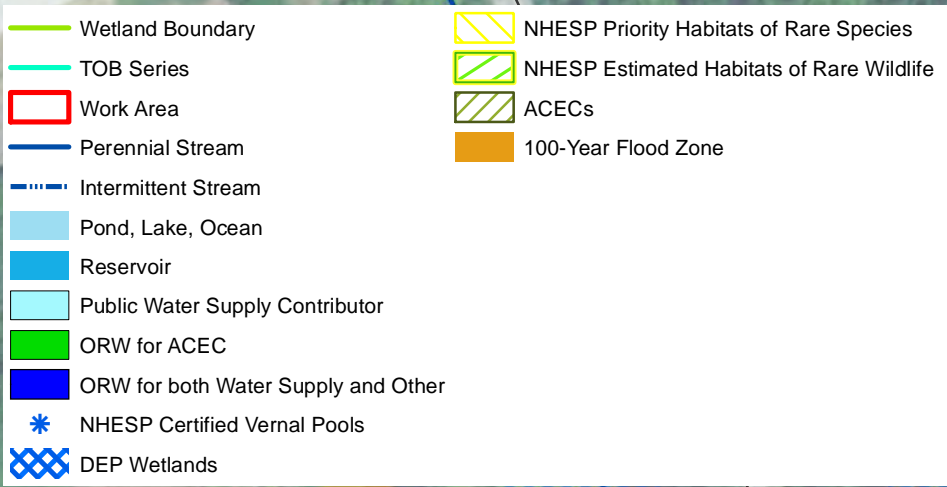 Wetland Boundary
TOB Series
Work Area
Perennial Stream
Intermittent Stream
Pond, Lake, Ocean
Reservoir
Public Water Supply Contributor
ORW for ACEC
ORW for both Water Supply and Other
NHESP Certified Vernal Pools
DEP Wetlands
NHESP Priority Habitats of Rare Species
NHESP Estimated Habitats of Rare Wildlife
ACECs
100-Year Flood Zone